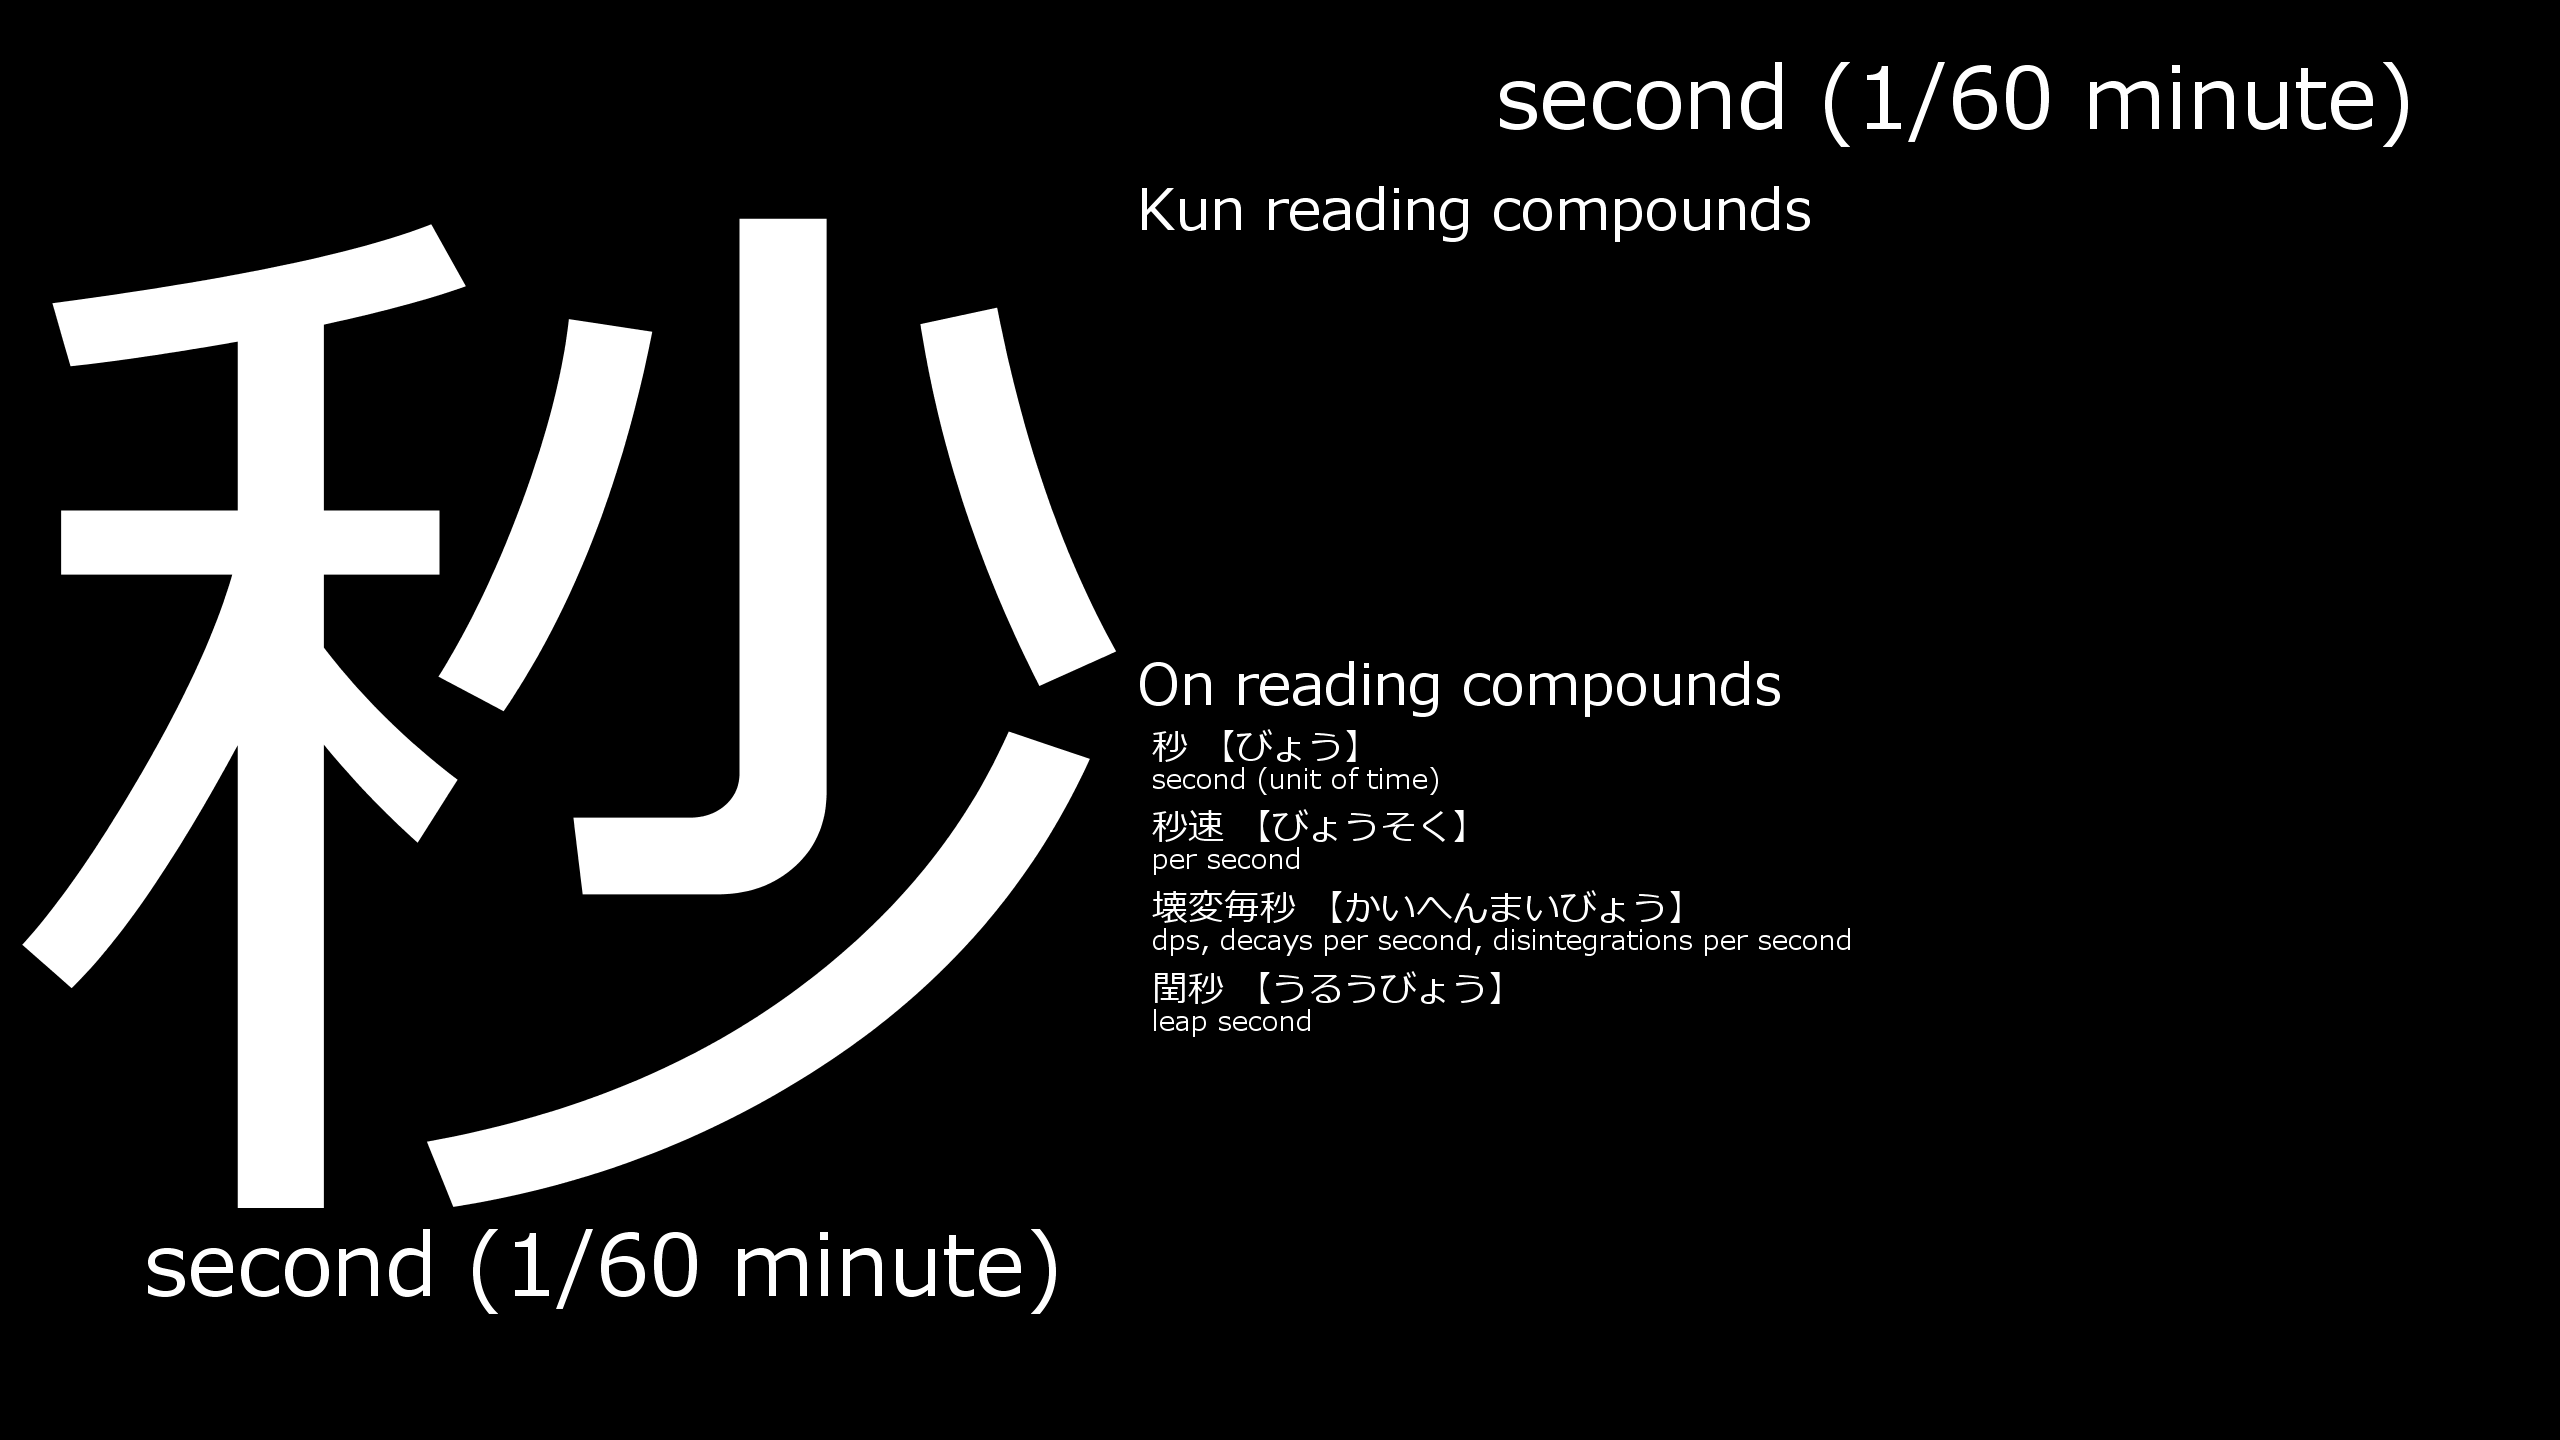 second (1/60 minute)
Kun reading compounds
秒
On reading compounds
秒 【びょう】
second (unit of time)
秒速 【びょうそく】
per second
壊変毎秒 【かいへんまいびょう】
dps, decays per second, disintegrations per second
閏秒 【うるうびょう】
leap second
second (1/60 minute)